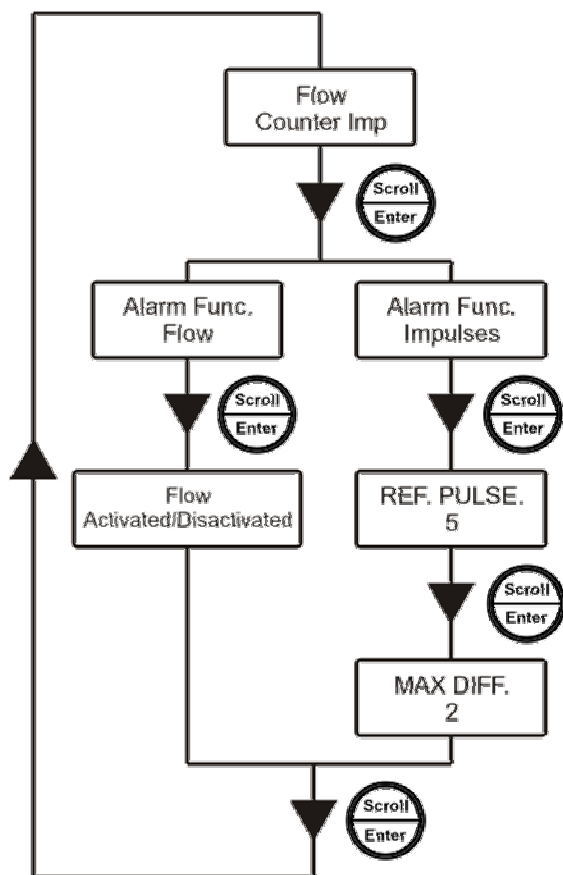 Flow
Counter Imp
Scroll
Enter
Alarm Func.
Flow
Alarm Func.
Impulses
Scroll
Enter
Scroll
Enter
Flow
Activated/Disactivated
REF. PULSE.
5
Scroll
Enter
MAX DIFF.
2
Scroll
Enter